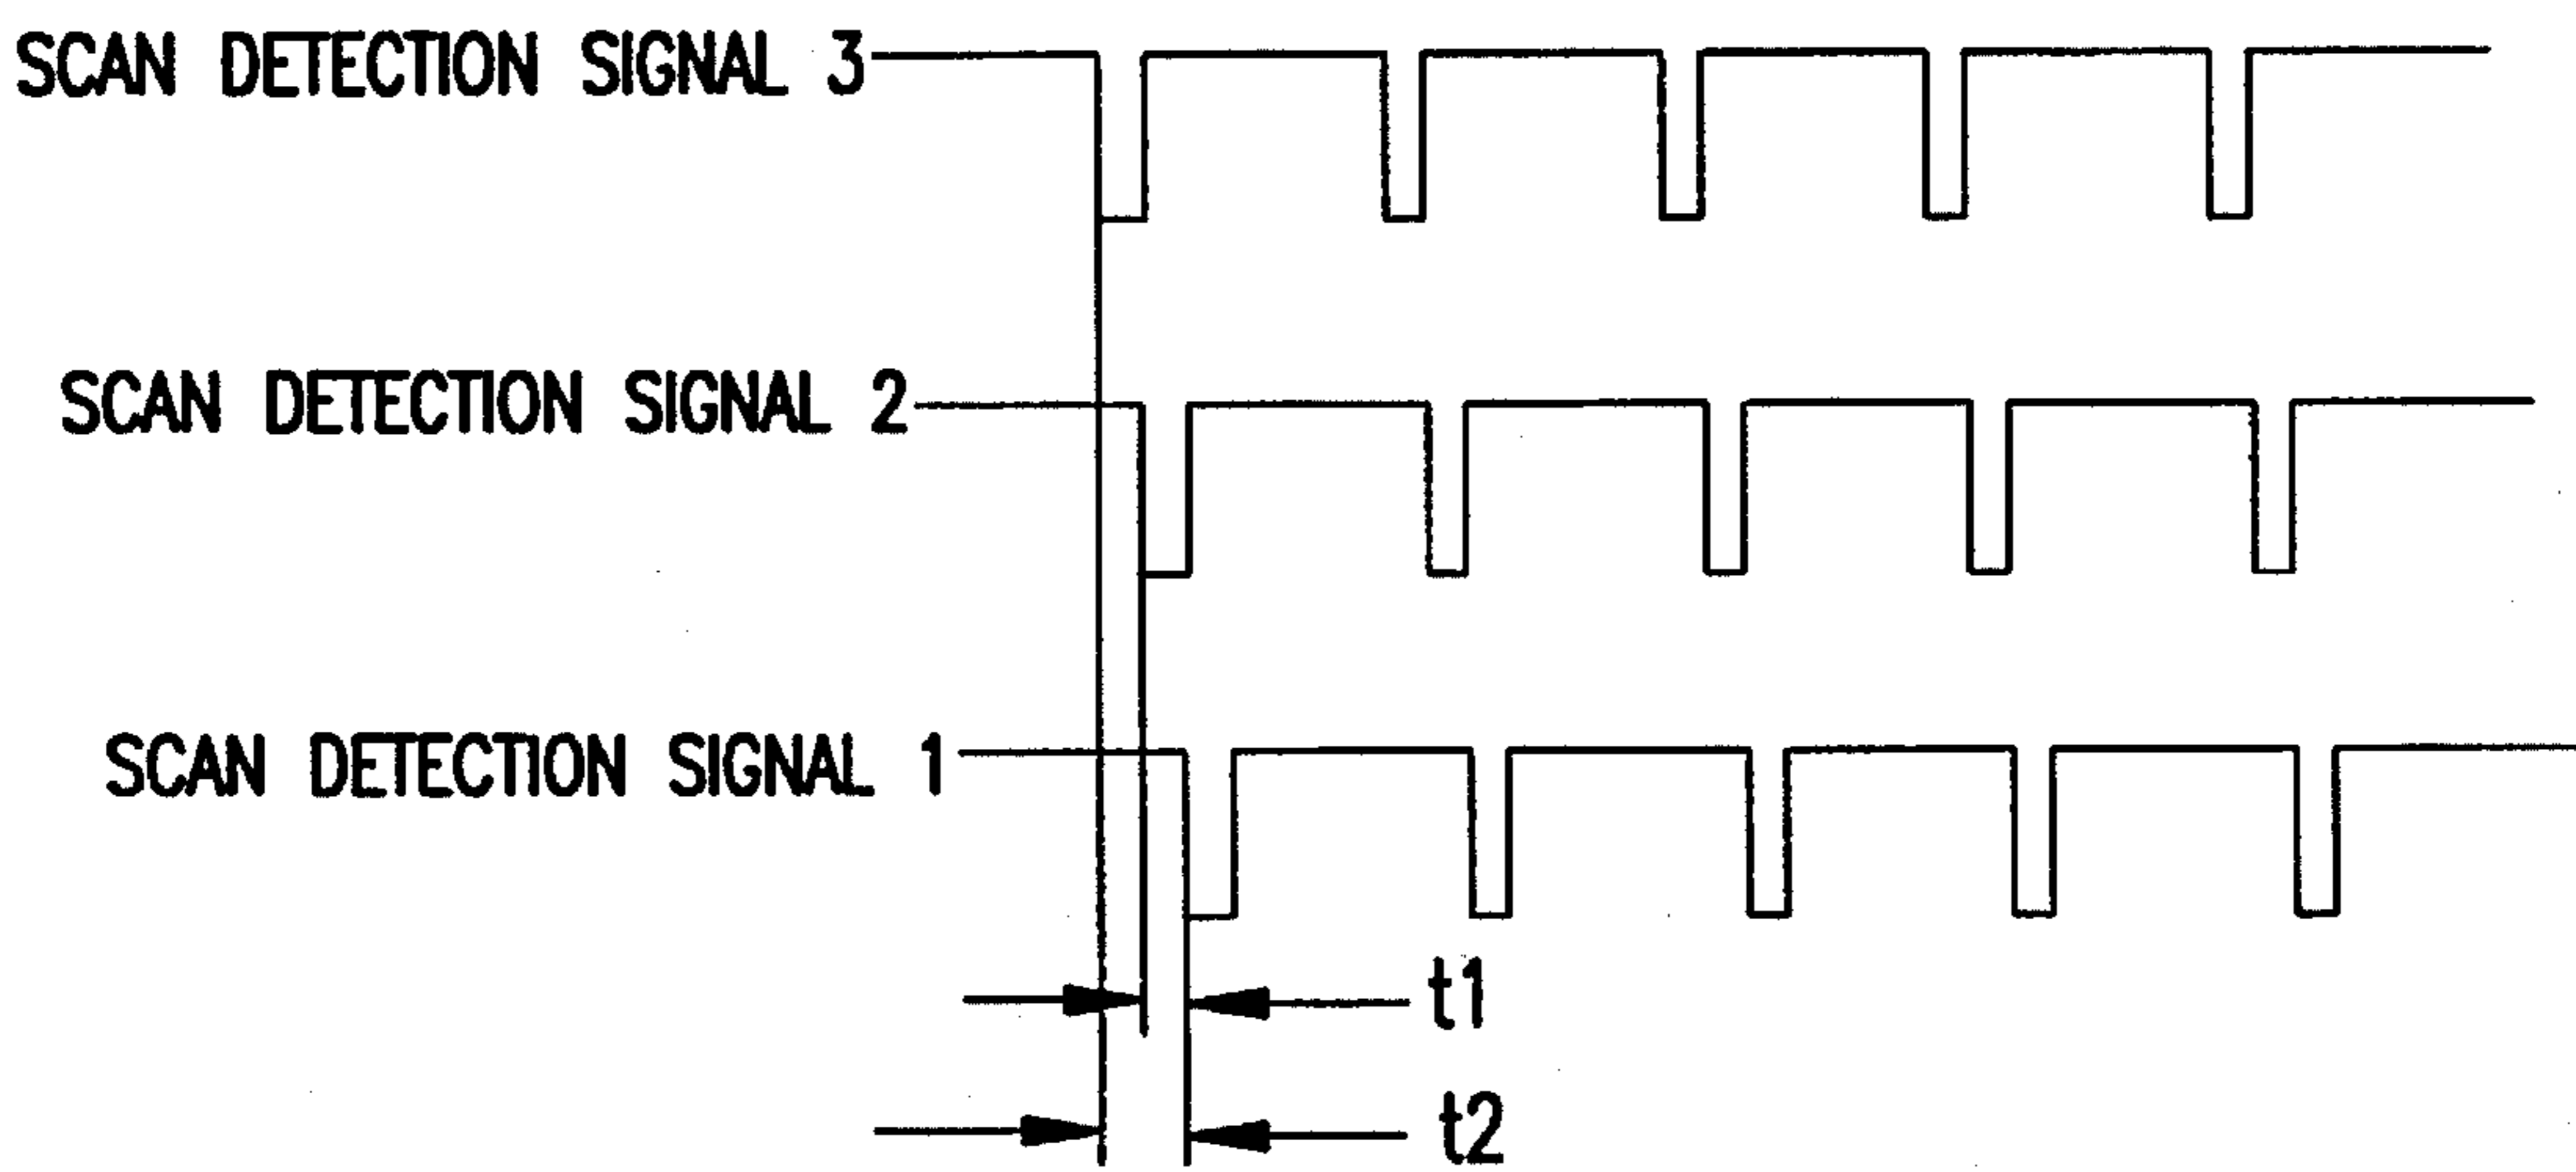 SCAN DETECTION SIGNAL 3
SCAN DETECTION SIGNAL 2
SCAN DETECTION SIGNAL 1
t1
t2